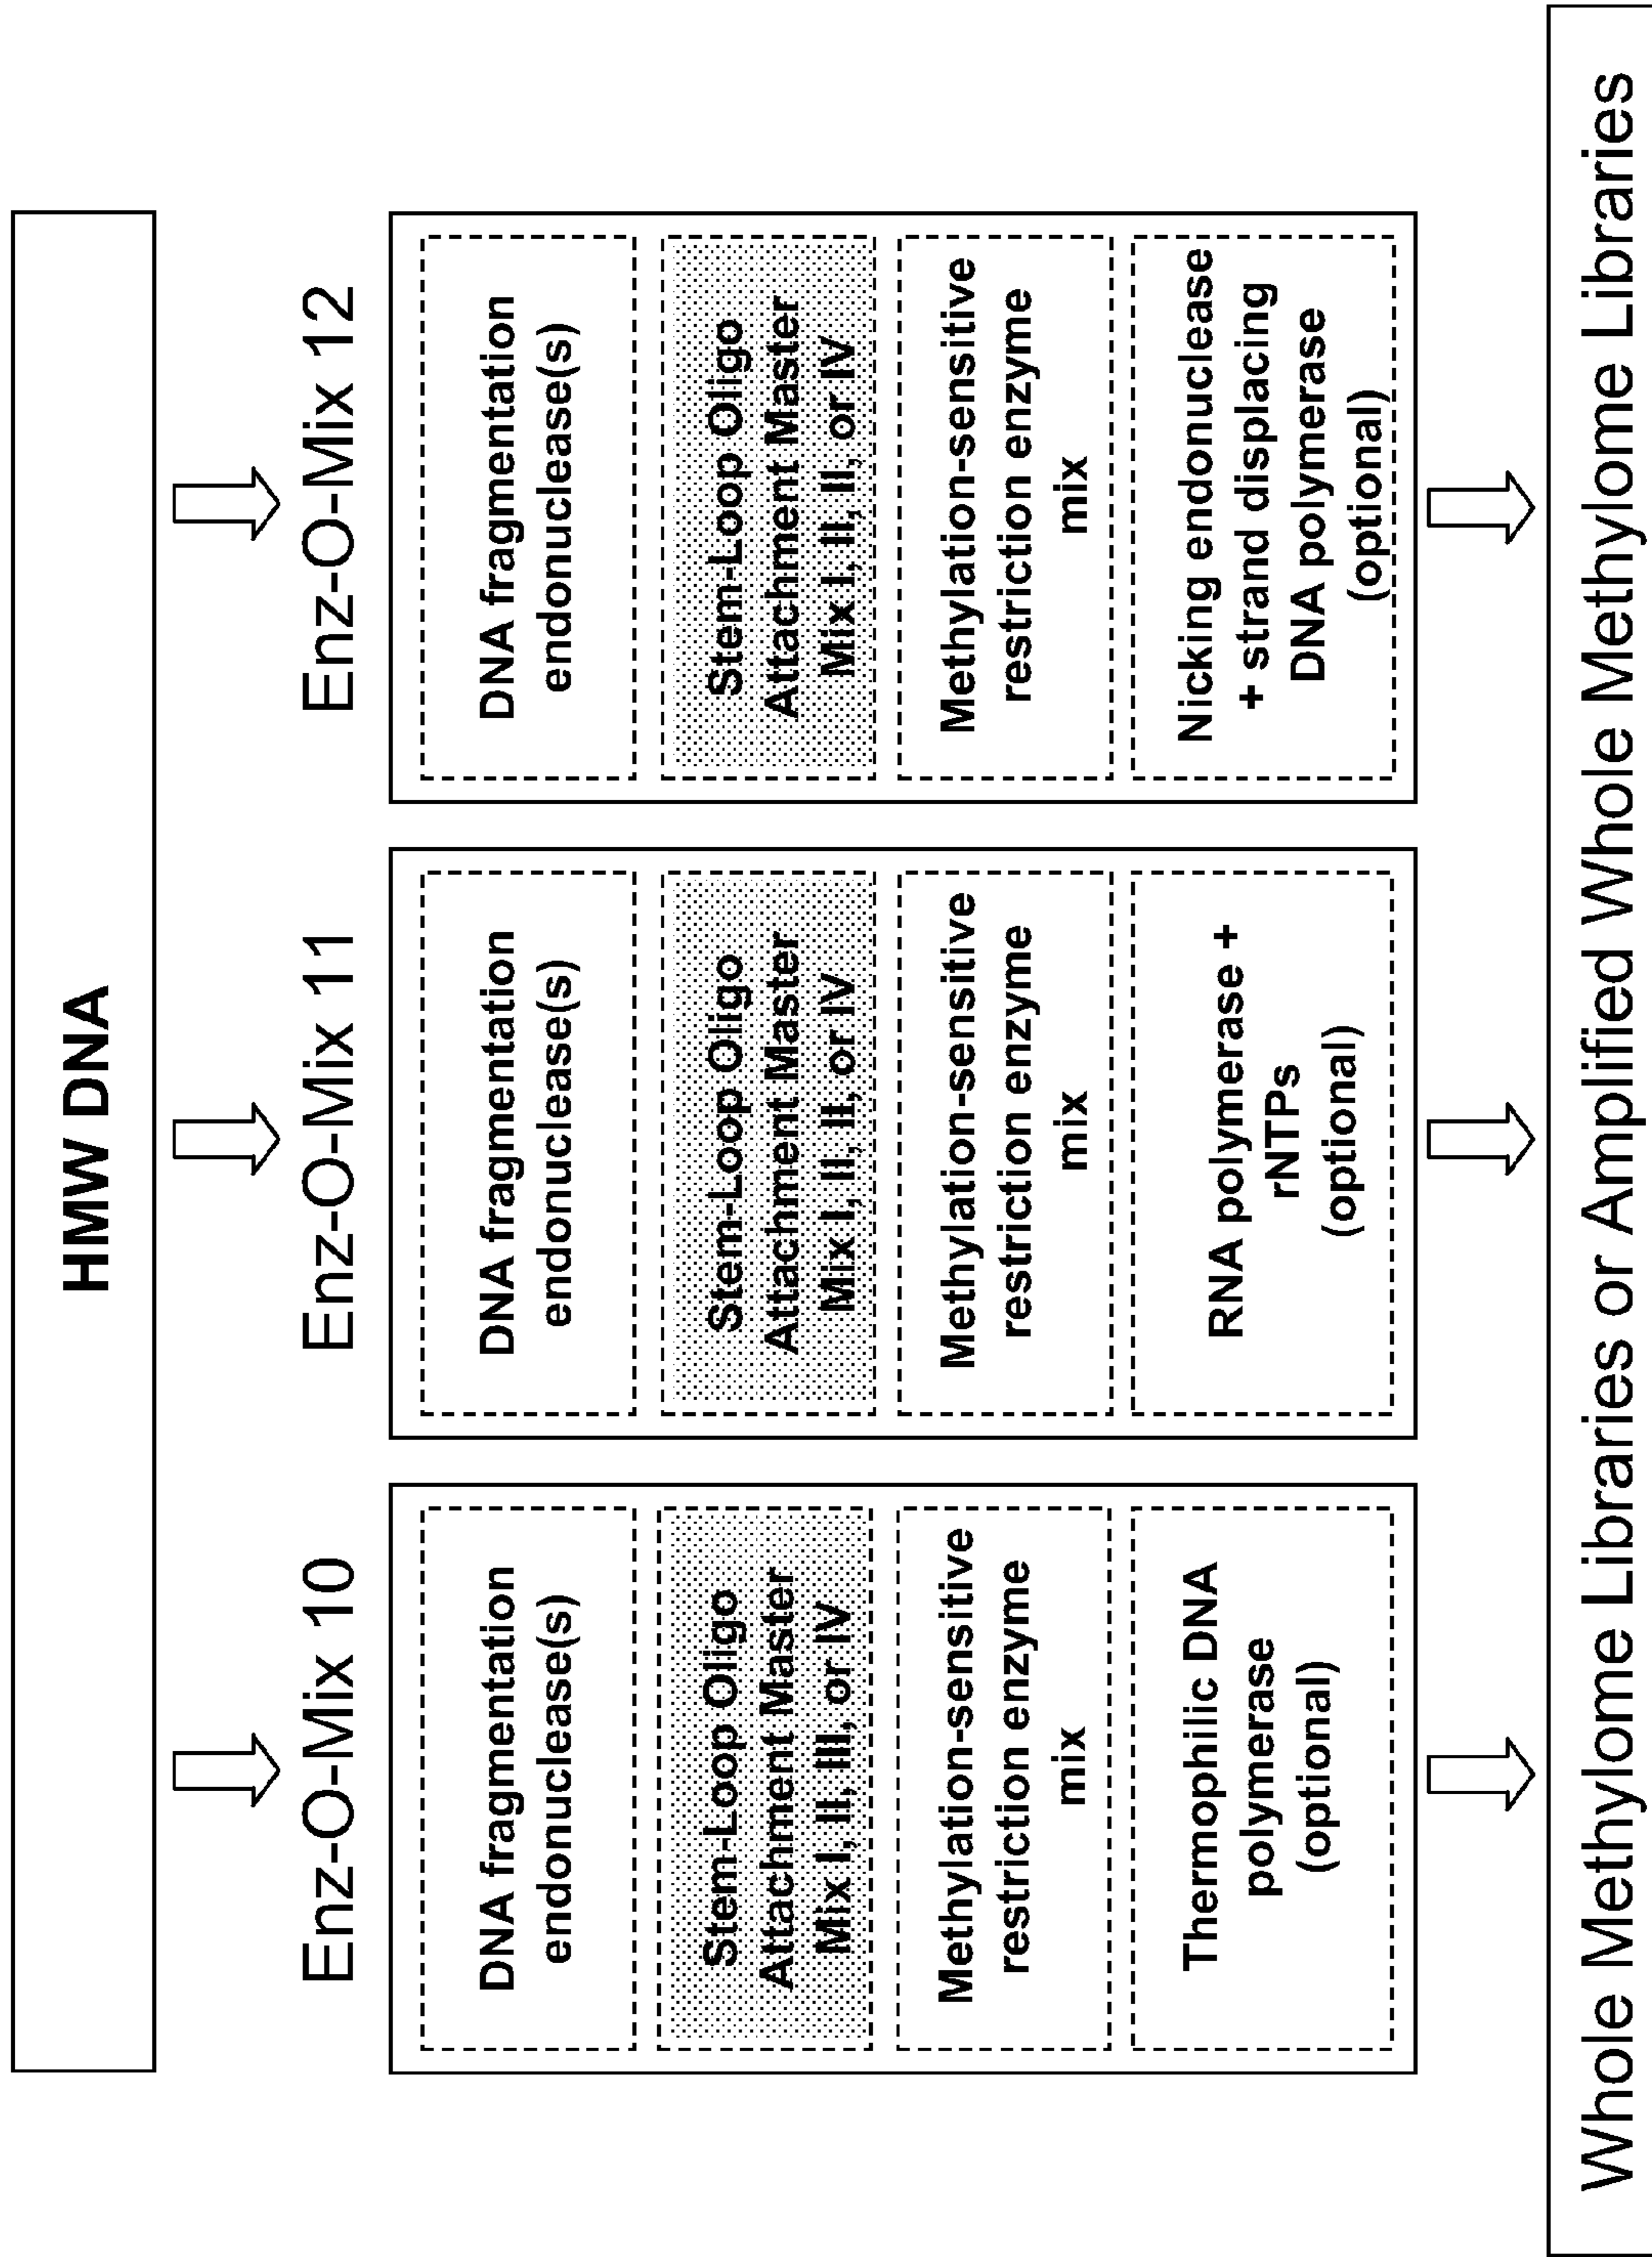 HMW DNA
Enz-O-Mix 10
DNA fragmentation
endonuclease(s)
Stem-Loop Oligo
Attachment Master
Mix I, II, III, or IV
Methylation-sensitive
restriction enzyme
mix
Thermophilic DNA
polymerase
(optional)
Enz-O-Mix 11
DNA fragmentation
endonuclease(s)
Stem-Loop Oligo
Attachment Master
Mix I, II, II, or IV
Methylation-sensitive
restriction enzyme
mix
RNA polymerase +
rNTPs
(optional)
Enz-O-Mix 12
DNA fragmentation
endonuclease(s)
Stem-Loop Oligo
Attachment Master
Mix I, II, II, or IV
Methylation-sensitive
restriction enzyme
mix
Nicking endonuclease
+ strand displacing
DNA polymerase
(optional)
Whole Methylome Libraries or Amplified Whole Methylome Libraries